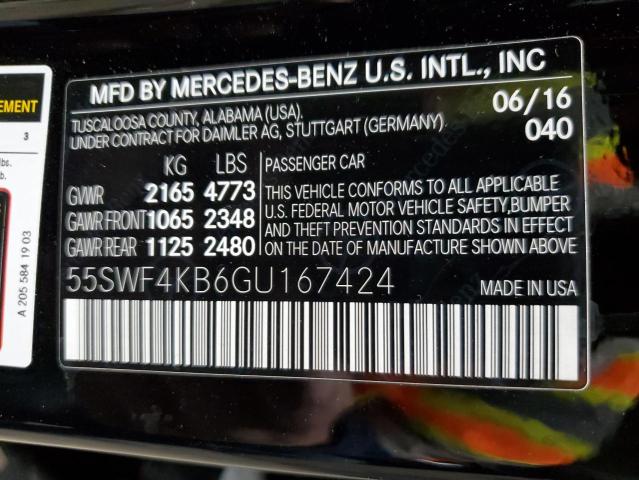 MFD BY MERCEDES-BENZ U.S. INTL., INC
TUSCALOOSA COUNTY, ALABAMA (USA). 06/16
UNDER CONTRACT FOR DAIMLER AG, STUTTGART (GERMANY) 040
KG LBS PASSENGER CAR
GVWR 2165 4773
GAWR FRONT 1065 2348
GAWR REAR 1125 2480
THIS VEHICLE CONFORMS TO ALL APPLICABLE
U.S. FEDERAL MOTOR VEHICLE SAFETY,BUMPER
AND THEFT PREVENTION STANDARDS IN EFFECT
ON THE DATE OF MANUFACTURE SHOWN ABOVE
55SWF4KB6GU167424 MADE IN USA
EMENT
3
lbs.
b.
A 205 584 19 03